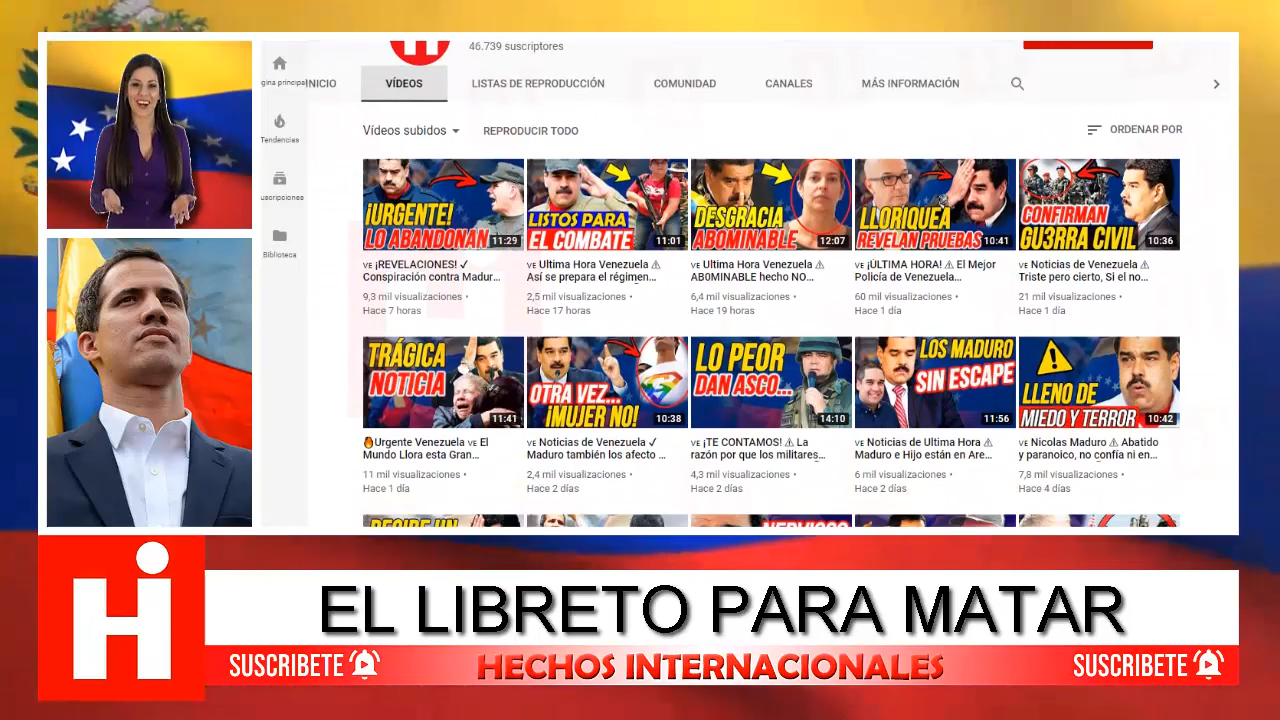 46.739 suscriptores
INICIO
VÍDEOS
LISTAS DE REPRODUCCIÓN
COMUNIDAD
CANALES
MÁS INFORMACIÓN
Tendencias
Biblioteca
Vídeos subidos
REPRODUCIR TODO
ORDENAR POR
¡URGENTE!
LO ABANDONAN
11:29
LISTOS PARA
EL COMBATE
11:01
DESGRACIA
ABOMINABLE
12:07
LLORIQUEA
REVELAN PRUEBAS
10:41
CONFIRMAN
GU3RRA CIVIL
10:36
VE ¡REVELACIONES! ✓
Conspiración contra Madur...
9,3 mil visualizaciones •
Hace 7 horas
VE Ultima Hora Venezuela ⚠
Así se prepara el régimen...
2,5 mil visualizaciones •
Hace 17 horas
VE Ultima Hora Venezuela ⚠
AB0MINABLE hecho NO...
6,4 mil visualizaciones •
Hace 19 horas
VE ¡ÚLTIMA HORA! ⚠ El Mejor
Policía de Venezuela...
60 mil visualizaciones •
Hace 1 día
VE Noticias de Venezuela ⚠
Triste pero cierto, Si el no...
21 mil visualizaciones •
Hace 1 día
TRÁGICA
NOTICIA
11:41
OTRA VEZ...
¡MUJER NO!
10:38
LO PEOR
DAN ASCO...
14:10
LOS MADURO
SIN ESCAPE
11:56
LLENO DE
MIEDO Y TERROR
10:42
🔥Urgente Venezuela VE El
Mundo Llora esta Gran...
11 mil visualizaciones •
Hace 1 día
VE Noticias de Venezuela ✓
Maduro también los afecto ...
2,4 mil visualizaciones •
Hace 2 días
VE ¡TE CONTAMOS! ⚠ La
razón por que los militares...
4,3 mil visualizaciones •
Hace 2 días
VE Noticias de Ultima Hora ⚠
Maduro e Hijo están en Are...
6 mil visualizaciones •
Hace 2 días
VE Nicolas Maduro ⚠ Abatido
y paranoico, no confía ni en...
7,8 mil visualizaciones •
Hace 4 días
Hi
EL LIBRETO PARA MATAR
SUSCRIBETE
HECHOS INTERNACIONALES
SUSCRIBETE